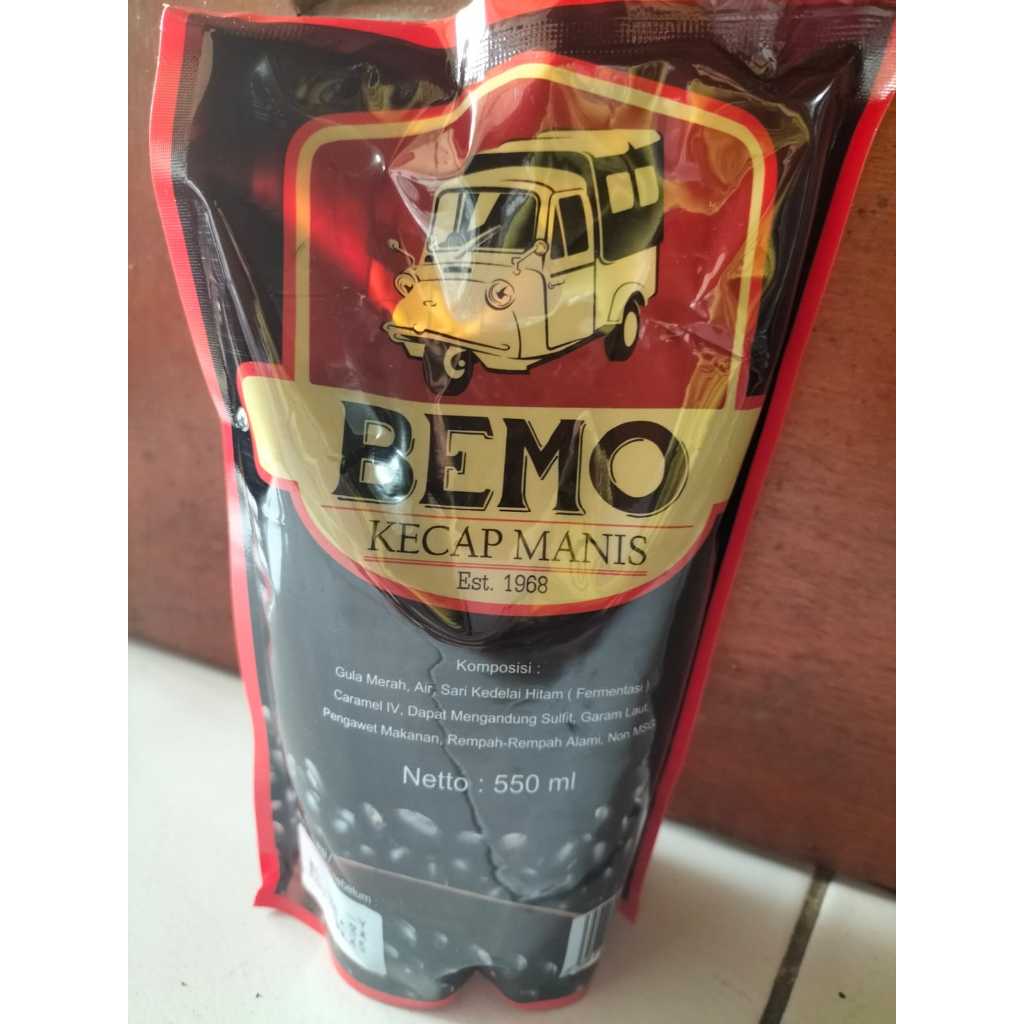 BEMO
KECAP MANIS
Est. 1968
Komposisi :
Gula Merah, Air, Sari Kedelai Hitam ( Fermentasi )
Caramel IV, Dapat Mengandung Sulfit, Garam Laut,
Pengawet Makanan, Rempah-Rempah Alami, Non MSG
Netto : 550 ml